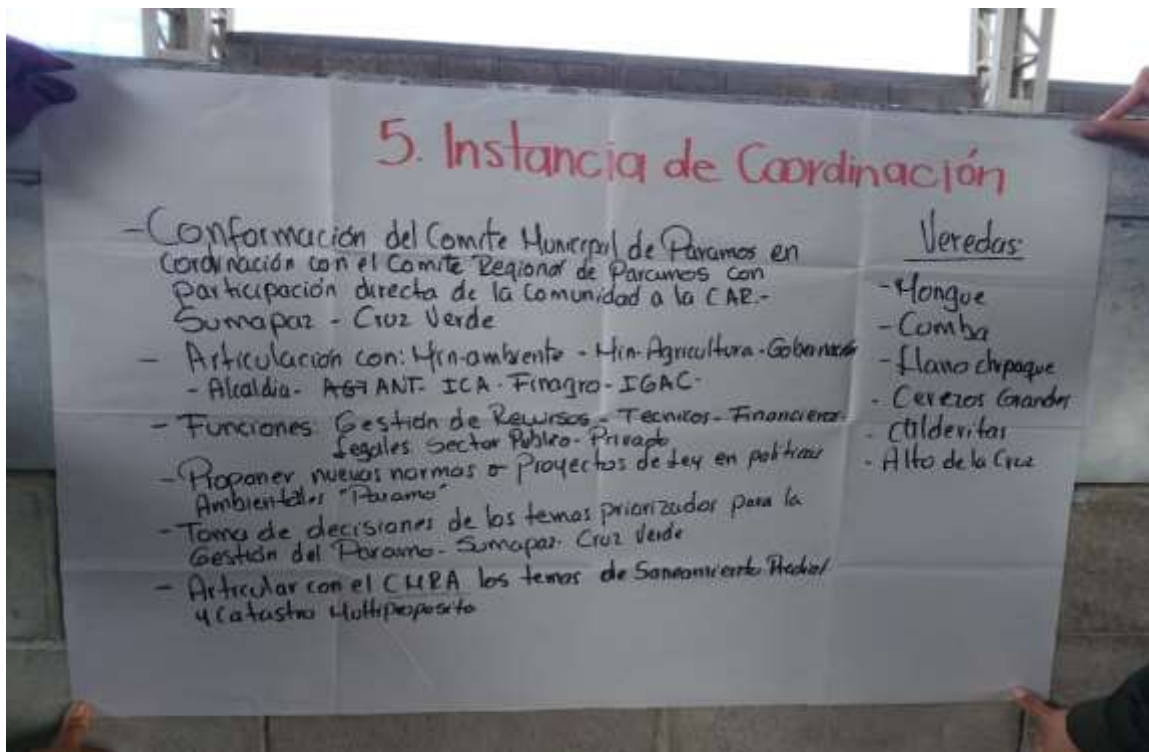 5. Instancia de Coordinación
- Conformación del Comite Municipal de Paramos en
Cordinación con el Comite Regional de Paramos con
participación directa de la Comunidad a la CAR.-
Sumapaz - Cruz Verde
- Articulación con: Min-ambiente - Min-Agricultura - Gobernación
- Alcaldia - ANT- ICA - Finagro - IGAC-
- Funciones: Gestión de Recursos - Tecnicos - Financieros-
Legales Sector Publico - Privado
- Proponer nuevas normas o Proyectos de Ley en politicas
Ambientales "Paramo"
- Toma de decisiones de los temas priorizados para la
Gestión del Paramo - Sumapaz - Cruz Verde
- Articular con el CMRA los temas de Saneamiento Predial
y Catastro Multiproposito
Veredas:
- Mongue
- Comba
- Llano chipaque
- Cerezos Grandes
- Calderitas
- Alto de la Cruz